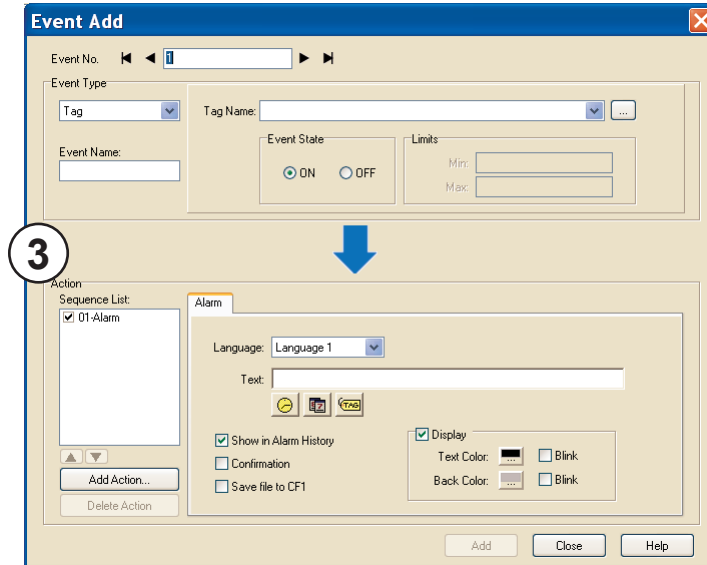 Event Add
Event No. 1
Event Type
Tag
Tag Name: ...
Event Name:
Event State
ON OFF
Limits
Min:
Max:
3
Action
Sequence List:
01-Alarm
Alarm
Language: Language 1
Text:
TAG
Show in Alarm History
Confirmation
Save file to CF1
Display
Text Color: ... Blink
Back Color: ... Blink
Add Action...
Delete Action
Add Close Help